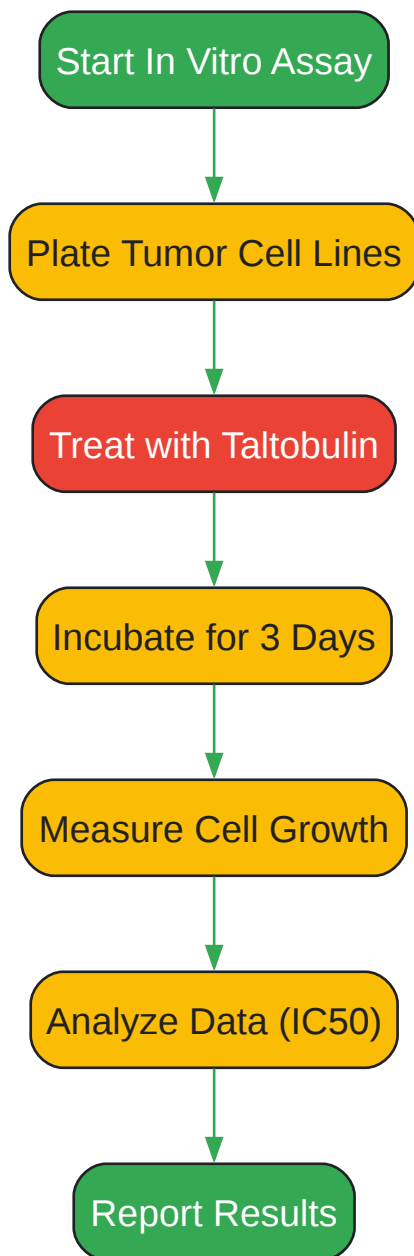 Start In Vitro Assay
Plate Tumor Cell Lines
Treat with Taltobulin
Incubate for 3 Days
Measure Cell Growth
Analyze Data (IC50)
Report Results